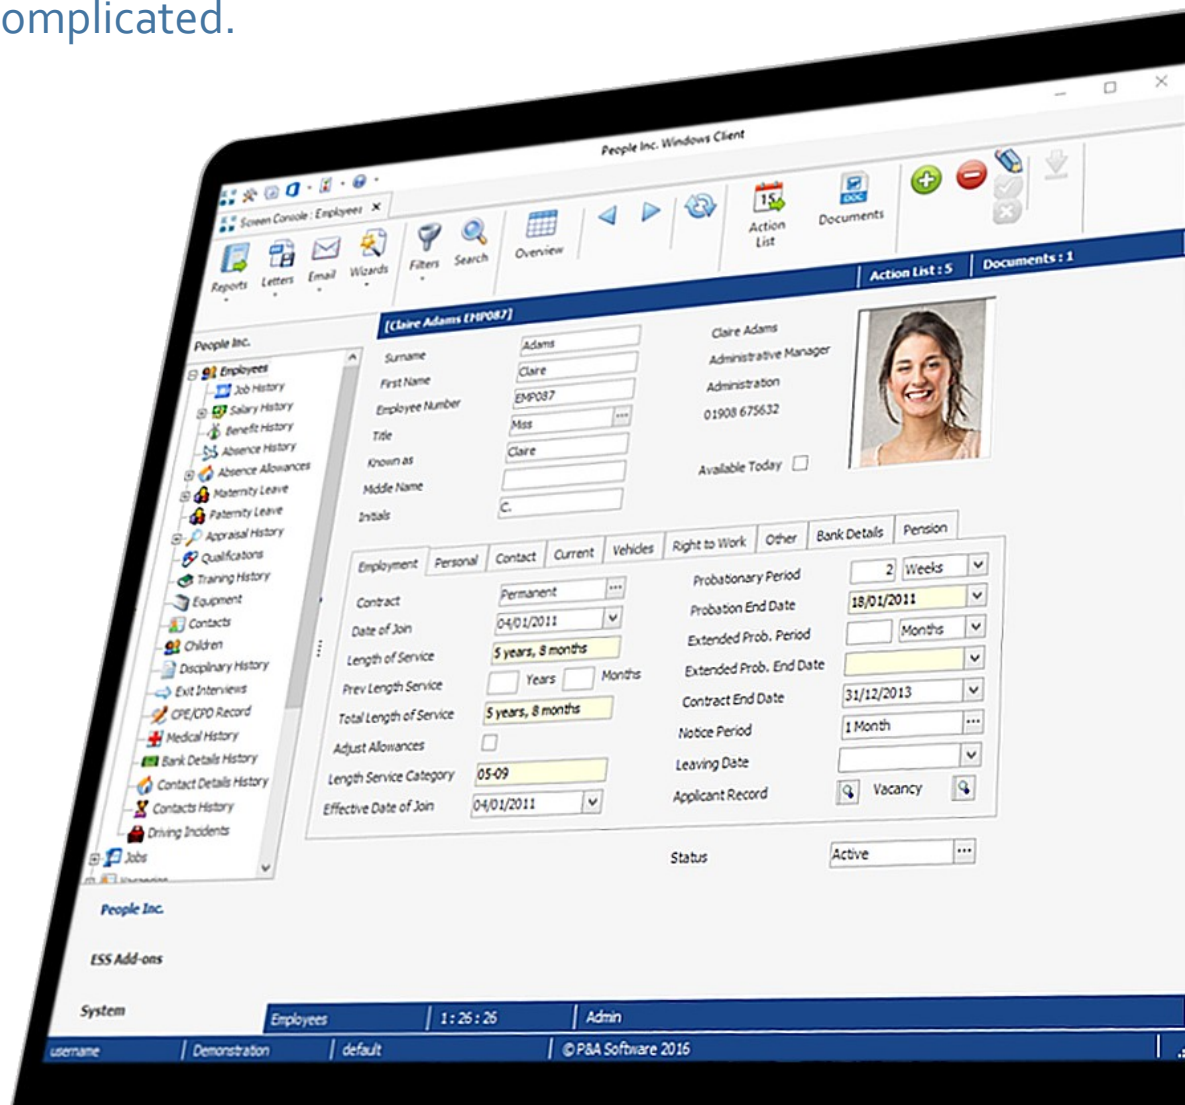 omplicated.
People Inc. Windows Client
Screen Console : Employees
Reports
Letters
Email
Wizards
Filters
Search
Overview
15
Action
List
DOC
Documents
Action List : 5
Documents : 1
[Claire Adams EMP087]
People Inc.
Employees
Job History
Salary History
Benefit History
Absence History
Absence Allowances
Maternity Leave
Paternity Leave
Appraisal History
Qualifications
Training History
Equipment
Contacts
Children
Disciplinary History
Exit Interviews
CPE/CPD Record
Medical History
Bank Details History
Contact Details History
Contacts History
Driving Incidents
Jobs
People Inc.
ESS Add-ons
System
Surname Adams
First Name Claire
Employee Number EMP087
Title Miss ...
Known as Claire
Middle Name
Initials C.
Claire Adams
Administrative Manager
Administration
01908 675632
Available Today
Employment Personal Contact Current Vehicles Right to Work Other Bank Details Pension
Contract Permanent ...
Date of Join 04/01/2011
Length of Service 5 years, 8 months
Prev Length Service Years Months
Total Length of Service 5 years, 8 months
Adjust Allowances
Length Service Category 05-09
Effective Date of Join 04/01/2011
Probationary Period 2 Weeks
Probation End Date 18/01/2011
Extended Prob. Period Months
Extended Prob. End Date
Contract End Date 31/12/2013
Notice Period 1 Month ...
Leaving Date
Applicant Record Vacancy
Status Active ...
Employees 1 : 26 : 26 Admin
username Demonstration default © P&A Software 2016